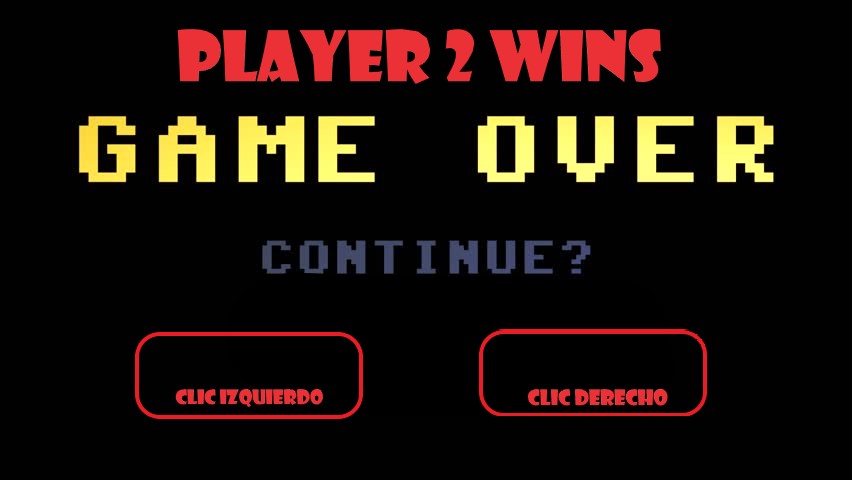 PLAYER 2 WINS
GAME OVER
CONTINUE?
CLIC IZQUIERDO
CLIC DERECHO